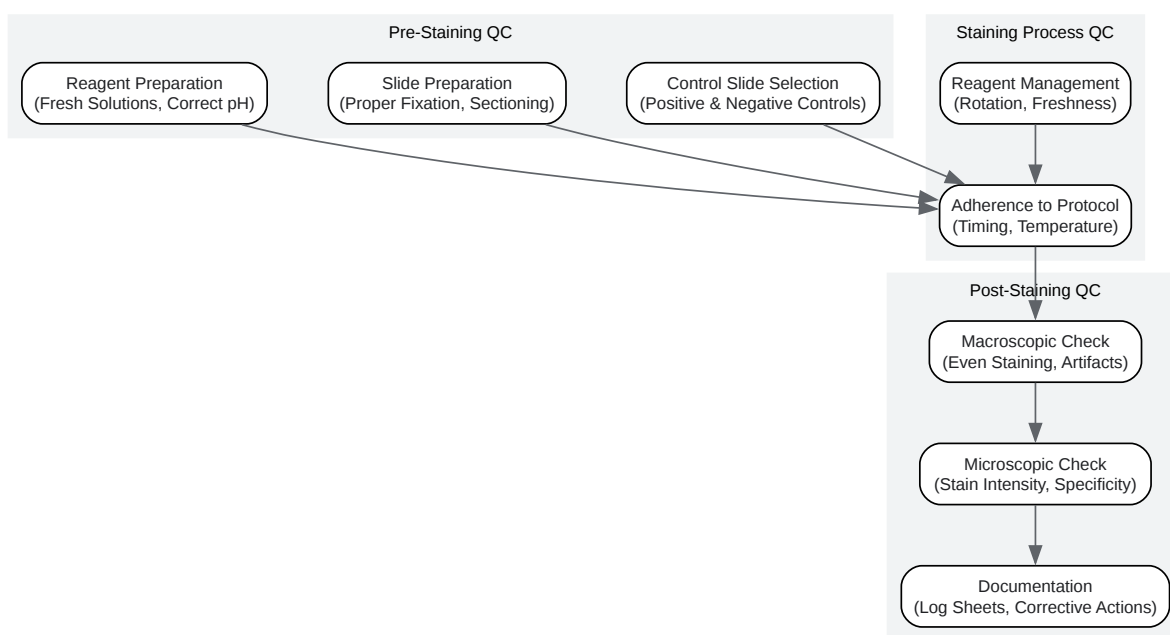 Pre-Staining QC
Reagent Preparation
(Fresh Solutions, Correct pH)
Slide Preparation
(Proper Fixation, Sectioning)
Control Slide Selection
(Positive & Negative Controls)
Staining Process QC
Reagent Management
(Rotation, Freshness)
Adherence to Protocol
(Timing, Temperature)
Post-Staining QC
Macroscopic Check
(Even Staining, Artifacts)
Microscopic Check
(Stain Intensity, Specificity)
Documentation
(Log Sheets, Corrective Actions)